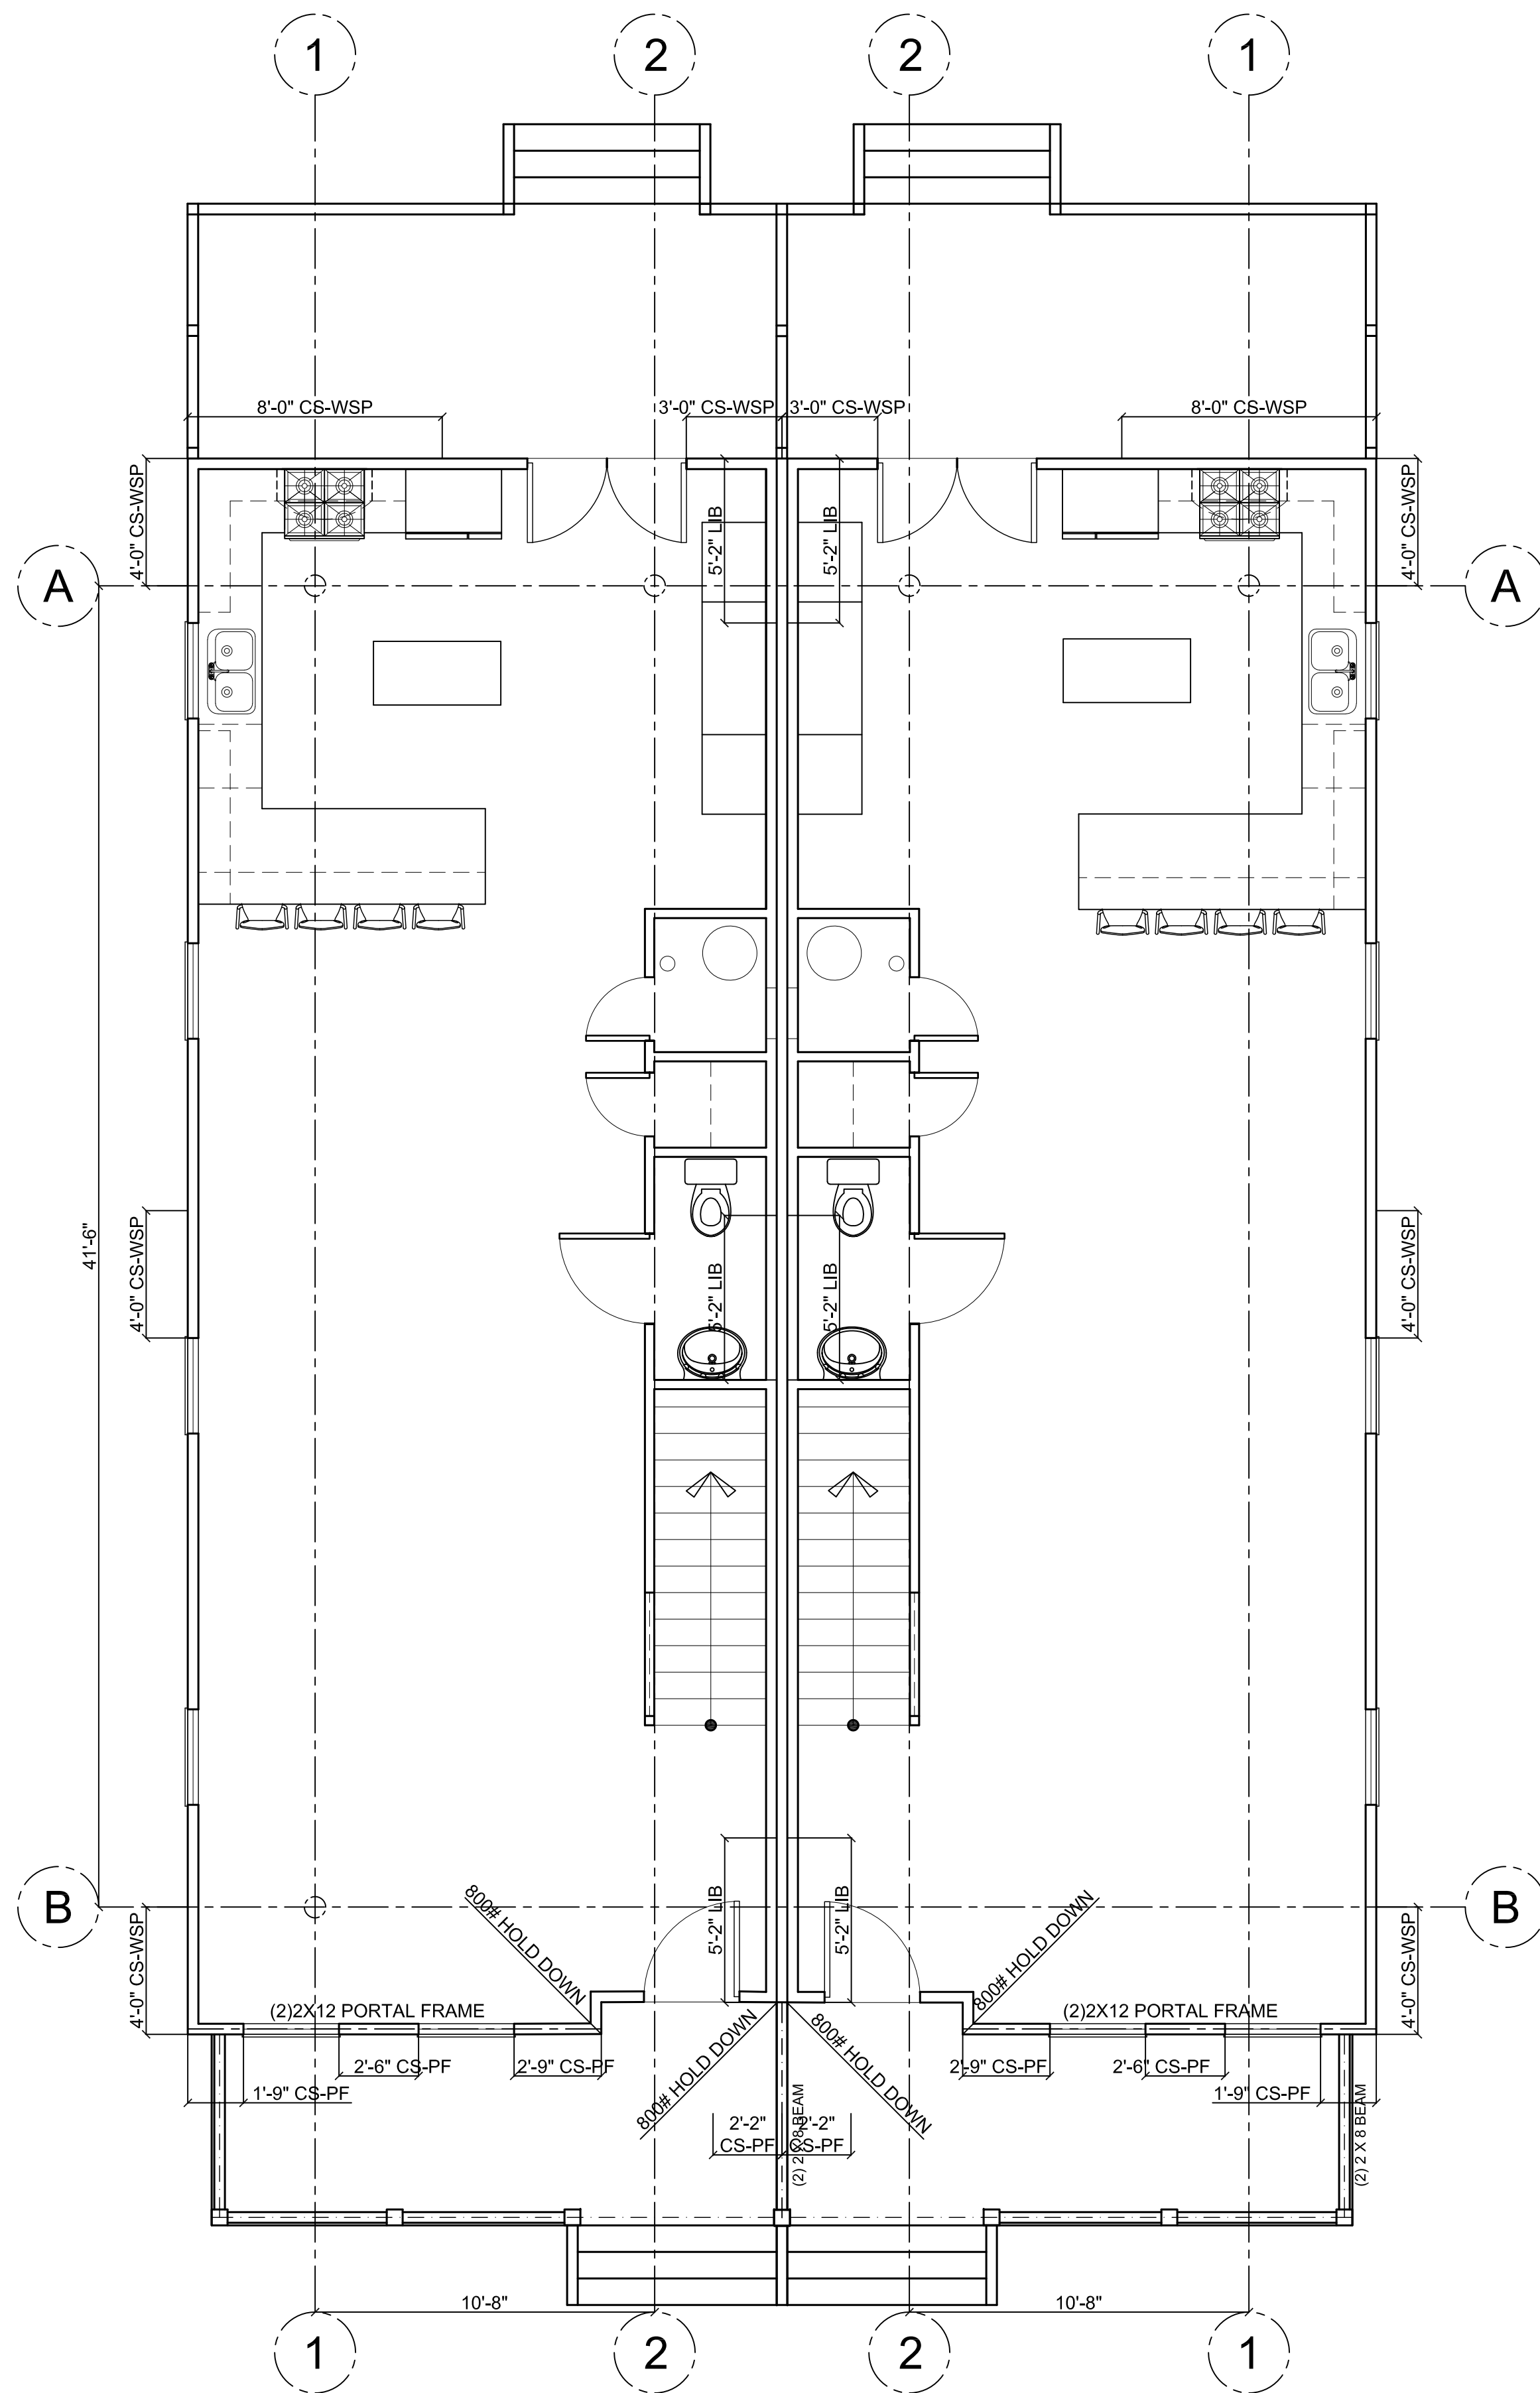 1 2 2 1
8'-0" CS-WSP 3'-0" CS-WSP 3'-0" CS-WSP 8'-0" CS-WSP
4'-0" CS-WSP 5'-2" LIB 5'-2" LIB 4'-0" CS-WSP
A A
41'-6"
4'-0" CS-WSP 5'-2" LIB 5'-2" LIB 4'-0" CS-WSP
B B
4'-0" CS-WSP 800# HOLD DOWN 5'-2" LIB 5'-2" LIB 800# HOLD DOWN 4'-0" CS-WSP
(2)2X12 PORTAL FRAME (2)2X12 PORTAL FRAME
800# HOLD DOWN 800# HOLD DOWN
2'-6" CS-PF 2'-9" CS-PF 2'-9" CS-PF 2'-6" CS-PF
1'-9" CS-PF 1'-9" CS-PF
2'-2" 2'-2"
CS-PF CS-PF
(2) 2 X 8 BEAM (2) 2 X 8 BEAM
10'-8" 10'-8"
1 2 2 1